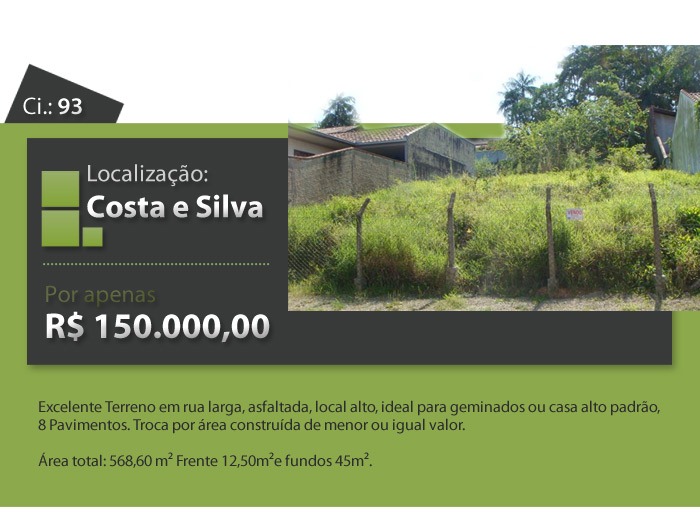 Ci.: 93
Localização:
Costa e Silva
Por apenas
R$ 150.000,00
Excelente Terreno em rua larga, asfaltada, local alto, ideal para geminados ou casa alto padrão,
8 Pavimentos. Troca por área construída de menor ou igual valor.
Área total: 568,60 m² Frente 12,50m²e fundos 45m².